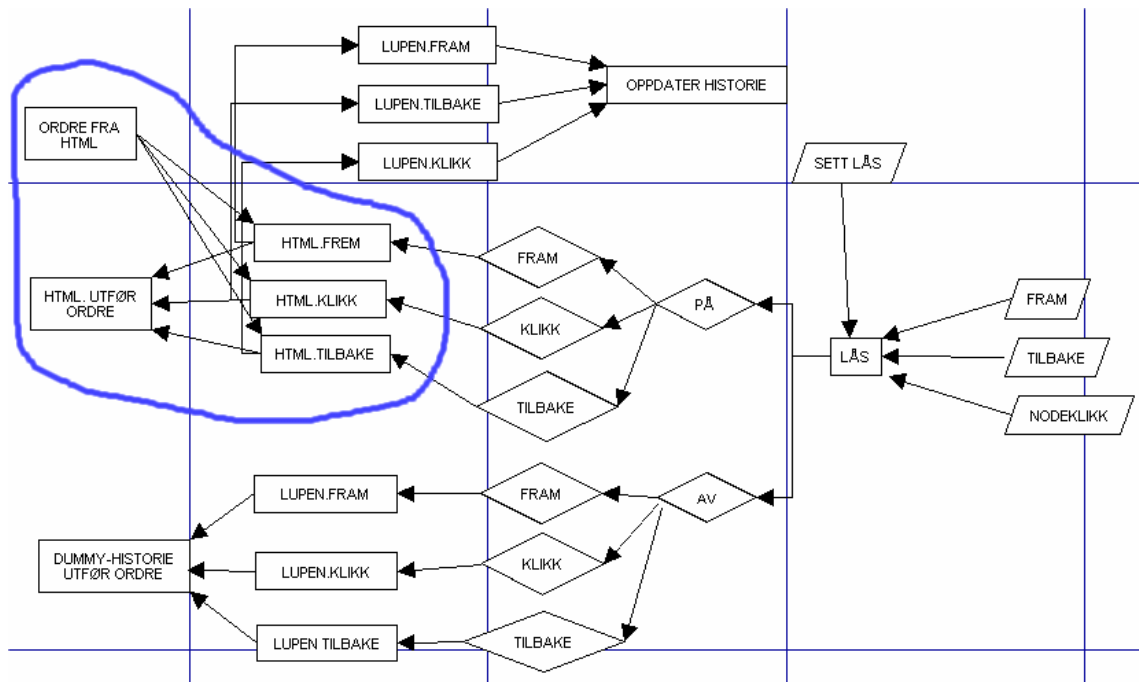 LUPEN.FRAM
LUPEN.TILBAKE
LUPEN.KLIKK
OPPDATER HISTORIE
ORDRE FRA
HTML
SETT LÅS
HTML.FREM
HTML.KLIKK
HTML.TILBAKE
HTML. UTFØR
ORDRE
FRAM
KLIKK
TILBAKE
PÅ
LÅS
FRAM
TILBAKE
NODEKLIKK
LUPEN.FRAM
FRAM
AV
DUMMY-HISTORIE
UTFØR ORDRE
LUPEN.KLIKK
KLIKK
LUPEN TILBAKE
TILBAKE